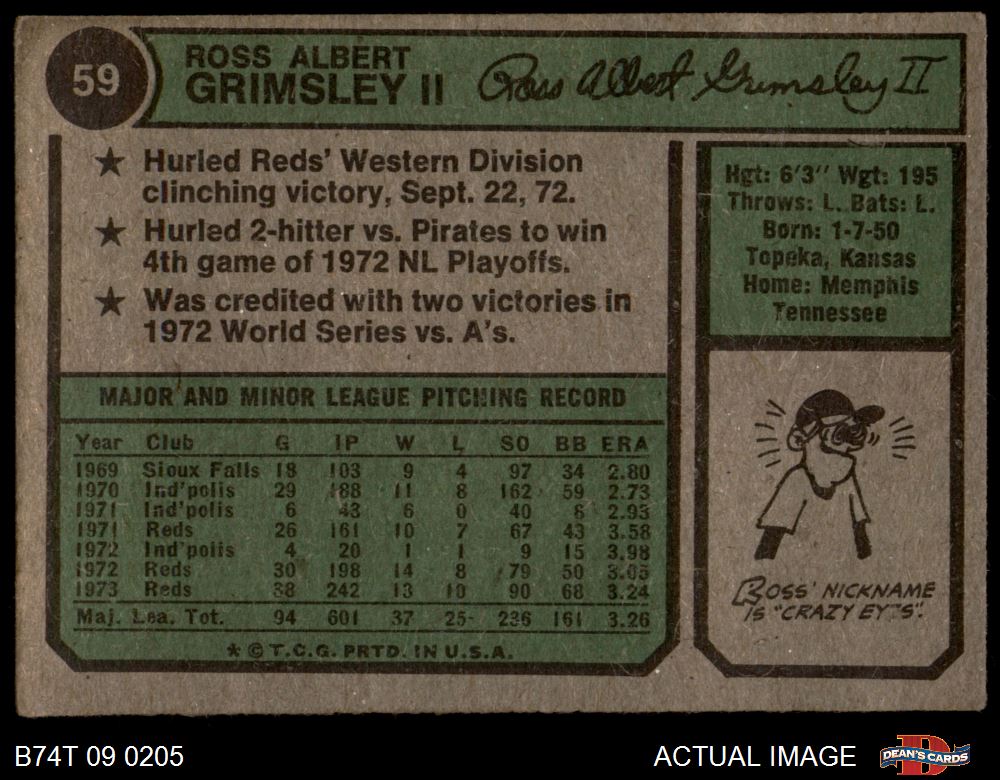 59
ROSS ALBERT
GRIMSLEY II
Ross Albert Grimsley II
★ Hurled Reds' Western Division
clinching victory, Sept. 22, 72.
★ Hurled 2-hitter vs. Pirates to win
4th game of 1972 NL Playoffs.
★ Was credited with two victories in
1972 World Series vs. A's.
Hgt: 6'3" Wgt: 195
Throws: L. Bats: L.
Born: 1-7-50
Topeka, Kansas
Home: Memphis
Tennessee
MAJOR AND MINOR LEAGUE PITCHING RECORD
Year Club G IP W L SO BB ERA
1969 Sioux Falls 18 103 9 4 97 34 2.80
1970 Ind'polis 29 188 11 8 162 59 2.73
1971 Ind'polis 6 43 6 0 40 8 2.93
1971 Reds 26 161 10 7 67 43 3.58
1972 Ind'polis 4 20 1 1 9 15 3.98
1972 Reds 30 198 14 8 79 50 3.05
1973 Reds 38 242 13 10 90 68 3.24
Maj. Lea. Tot. 94 601 37 25 236 161 3.26
* © T.C.G. PRTD. IN U.S.A.
ROSS' NICKNAME
IS "CRAZY EYES".
B74T 09 0205
ACTUAL IMAGE
DEAN'S CARDS